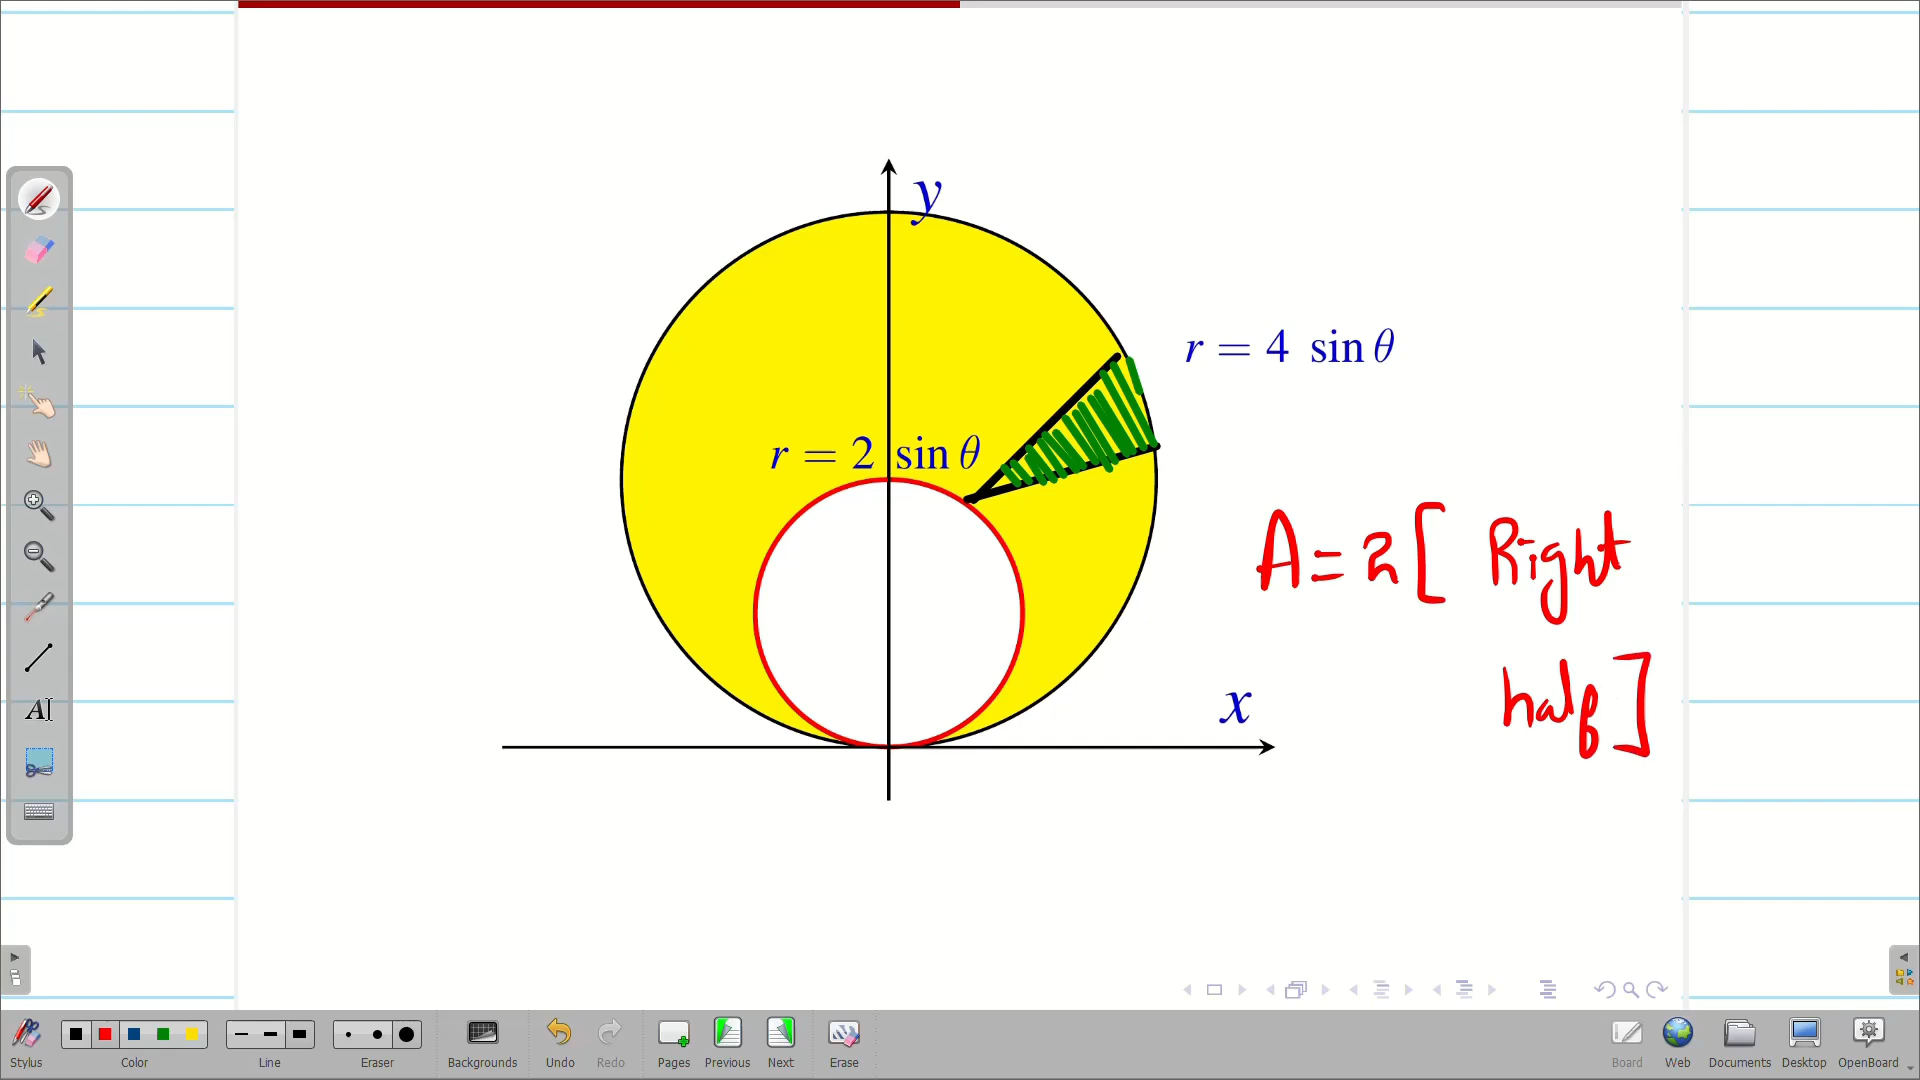 y
r = 4 sin θ
r = 2 sin θ
A = 2 [ Right
half ]
x
A
Stylus
Color
Line
Eraser
Backgrounds
Undo
Redo
Pages
Previous
Next
Erase
Board
Web
Documents
Desktop
OpenBoard